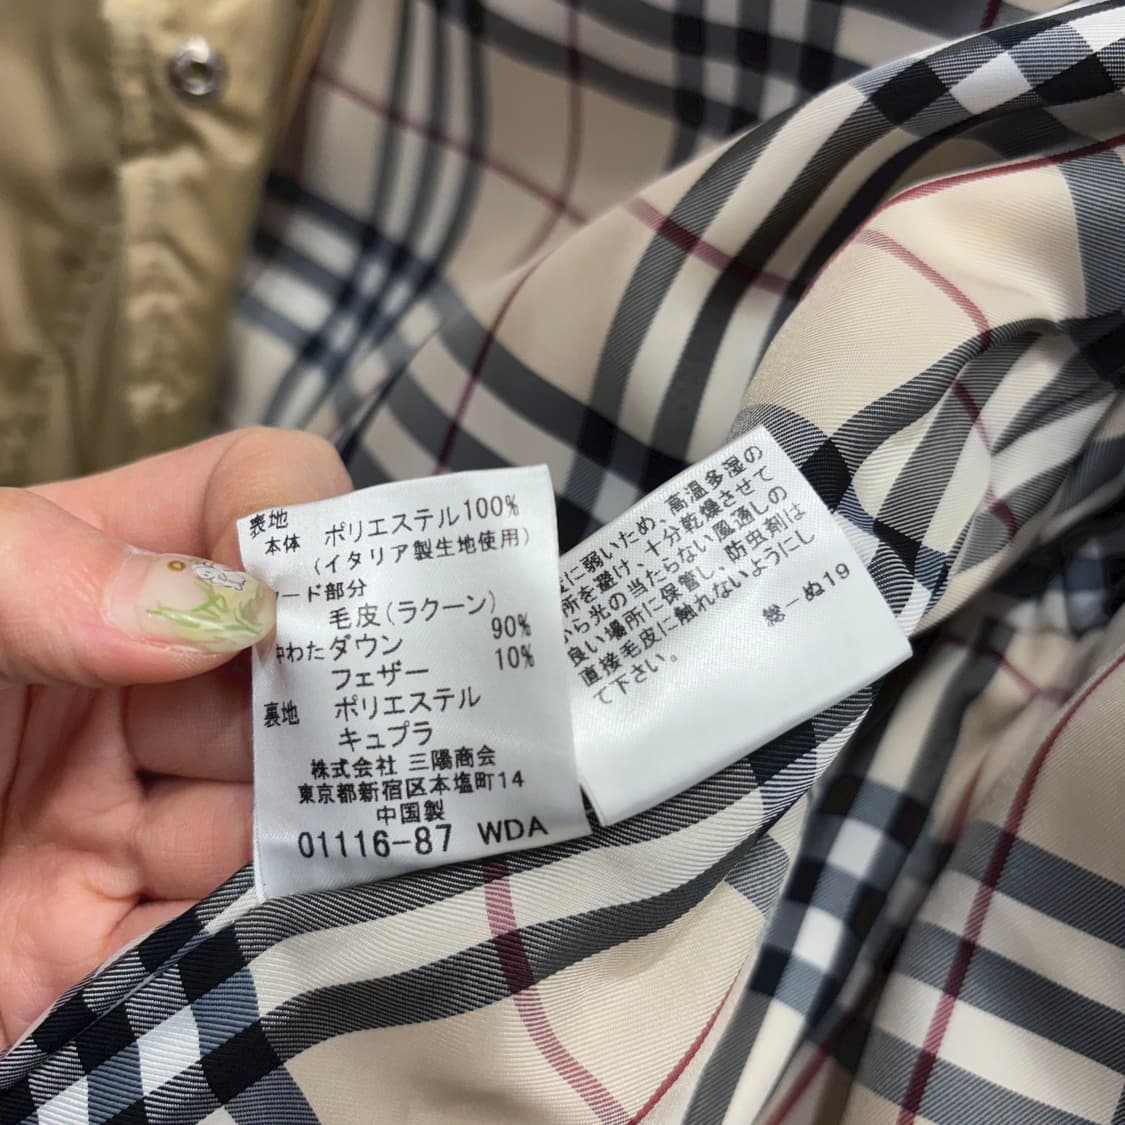 表地 ポリエステル100%
本体 (イタリア製生地使用)
ード部分
毛皮(ラクーン)
中わた ダウン 90%
フェザー 10%
裏地 ポリエステル
キュプラ
株式会社 三陽商会
東京都新宿区本塩町14
中国製
01116-87 WDA
に弱いため、高温多湿の
所を避け、十分乾燥させて
から光の当たらない風通しの
良い場所に保管し、防虫剤は
直接毛皮に触れないようにし
て下さい。
総ーぬ19